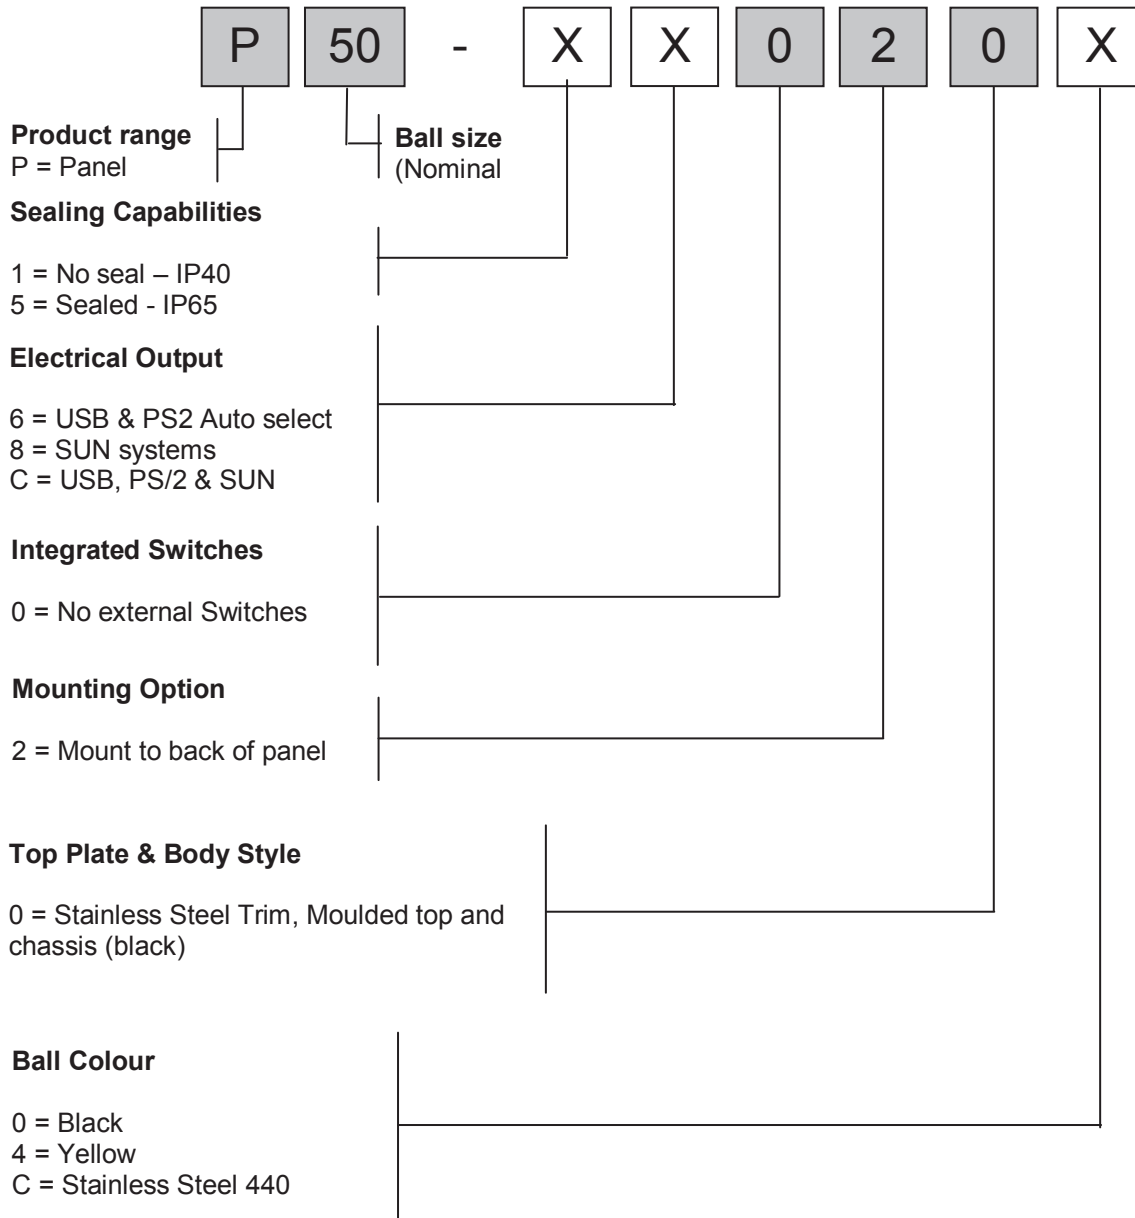 P 50 - X X 0 2 0 X
Product range
P = Panel
Ball size
(Nominal
Sealing Capabilities
1 = No seal – IP40
5 = Sealed - IP65
Electrical Output
6 = USB & PS2 Auto select
8 = SUN systems
C = USB, PS/2 & SUN
Integrated Switches
0 = No external Switches
Mounting Option
2 = Mount to back of panel
Top Plate & Body Style
0 = Stainless Steel Trim, Moulded top and
chassis (black)
Ball Colour
0 = Black
4 = Yellow
C = Stainless Steel 440